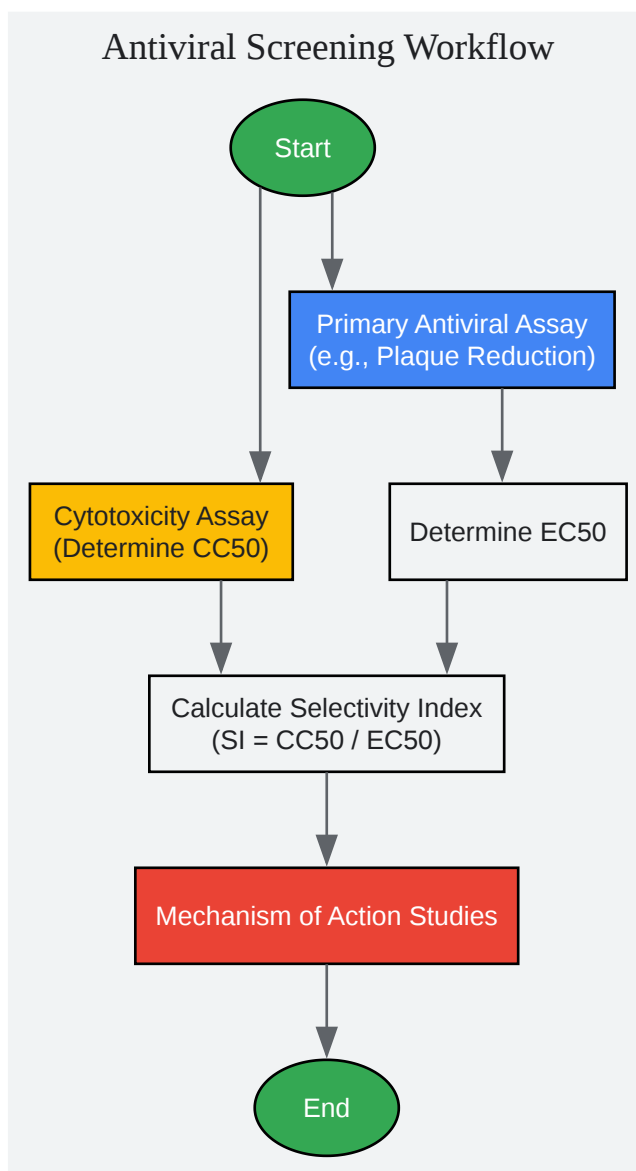 Antiviral Screening Workflow
Start
Primary Antiviral Assay
(e.g., Plaque Reduction)
Cytotoxicity Assay
(Determine CC50)
Determine EC50
Calculate Selectivity Index
(SI = CC50 / EC50)
Mechanism of Action Studies
End